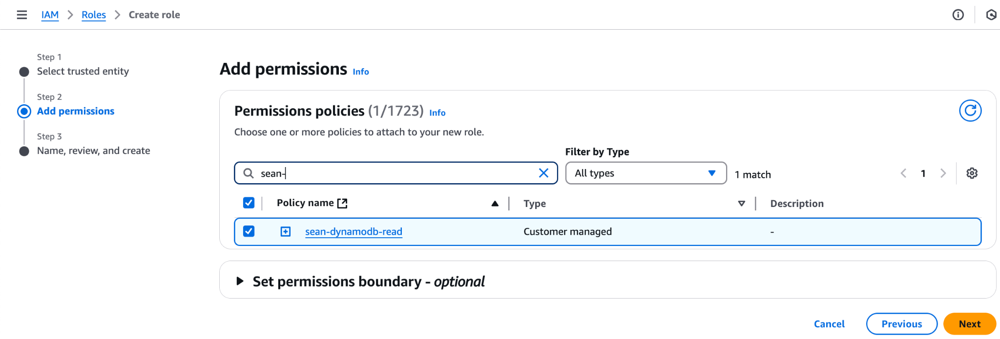 IAM > Roles > Create role
Step 1
Select trusted entity
Step 2
Add permissions
Step 3
Name, review, and create
Add permissions Info
Permissions policies (1/1723) Info
Choose one or more policies to attach to your new role.
Filter by Type
sean-
All types
1 match
1
Policy name
Type
Description
sean-dynamodb-read
Customer managed
-
Set permissions boundary - optional
Cancel
Previous
Next